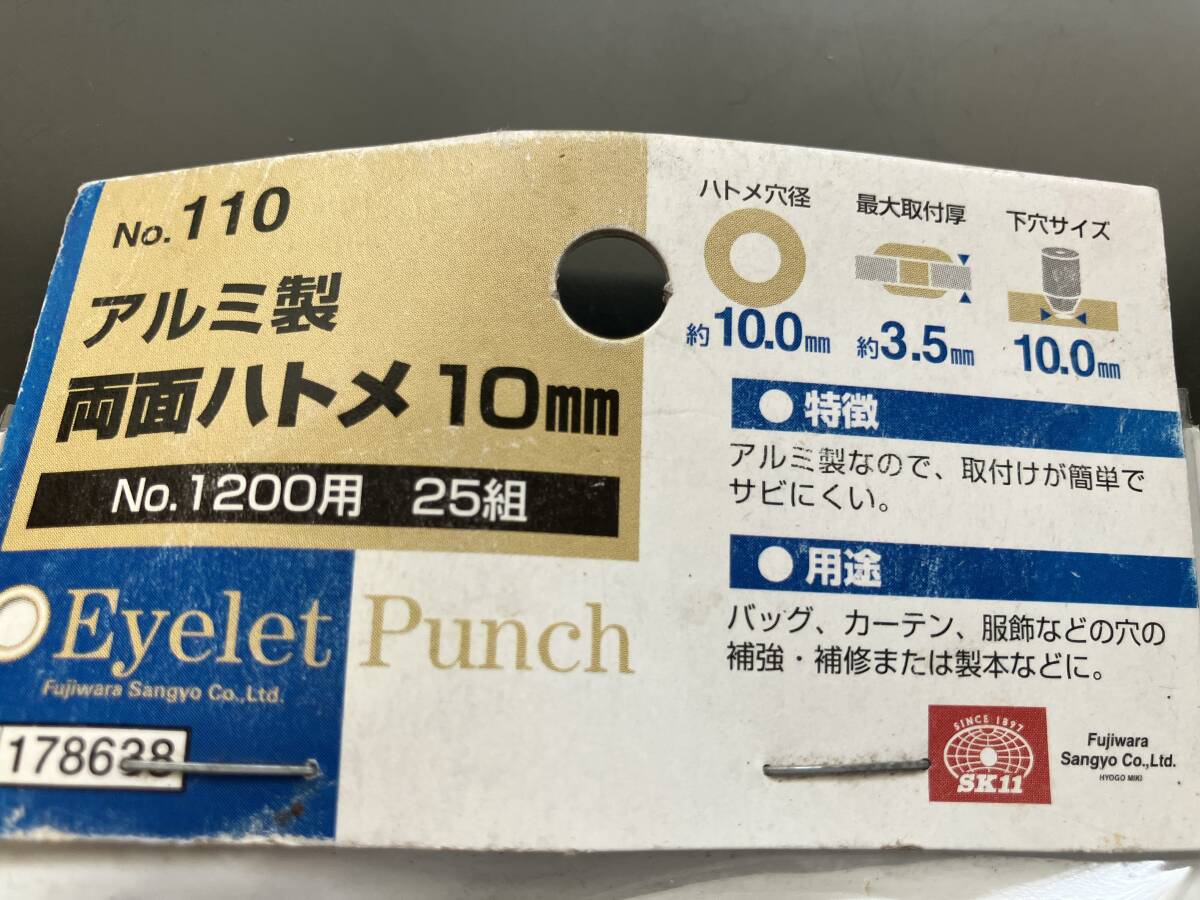 No.110
アルミ製
両面ハトメ10mm
No.1200用 25組
Eyelet Punch
Fujiwara Sangyo Co.,Ltd.
178638
ハトメ穴径
約10.0mm
最大取付厚
約3.5mm
下穴サイズ
10.0mm
●特徴
アルミ製なので、取付けが簡単で
サビにくい。
●用途
バッグ、カーテン、服飾などの穴の
補強・補修または製本などに。
SINCE 1897
SK11
Fujiwara
Sangyo Co.,Ltd.
HYOGO MIKI